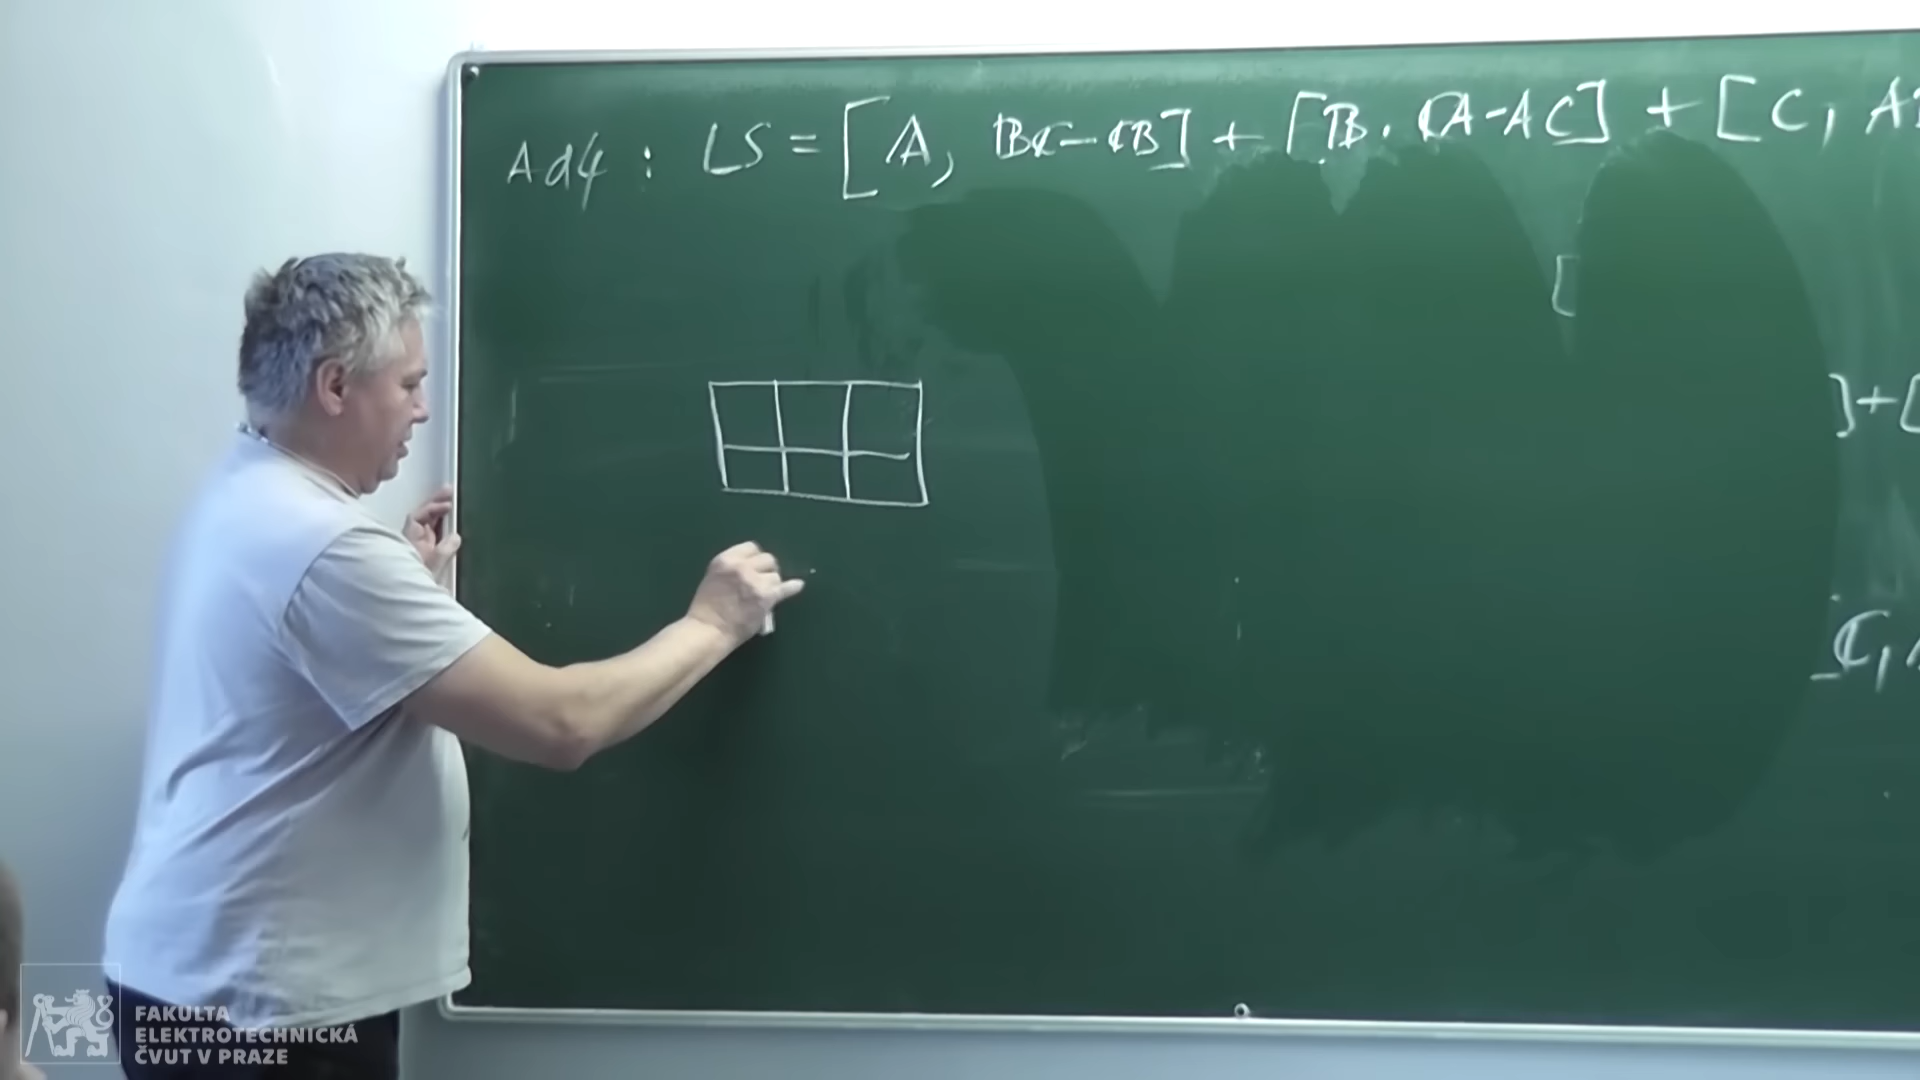 Ad4 : LS = [A, BC-CB] + [B, CA-AC] + [C, A
[
]+[
C,
FAKULTA
ELEKTROTECHNICKÁ
ČVUT V PRAZE